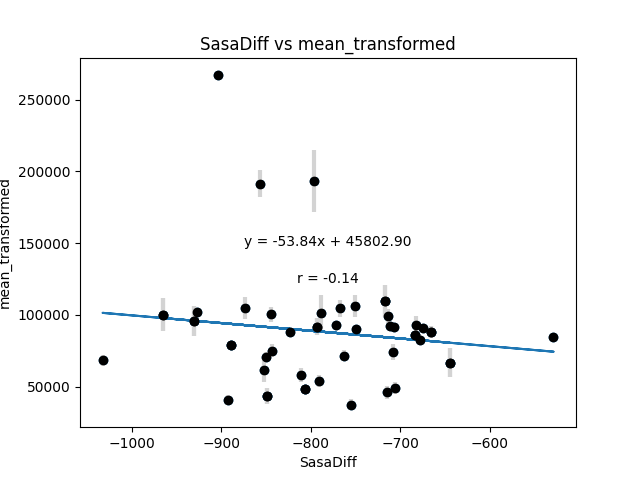 SasaDiff vs mean_transformed
250000
200000
150000
100000
50000
mean_transformed
y = -53.84x + 45802.90
r = -0.14
−1000
−900
−800
−700
−600
SasaDiff